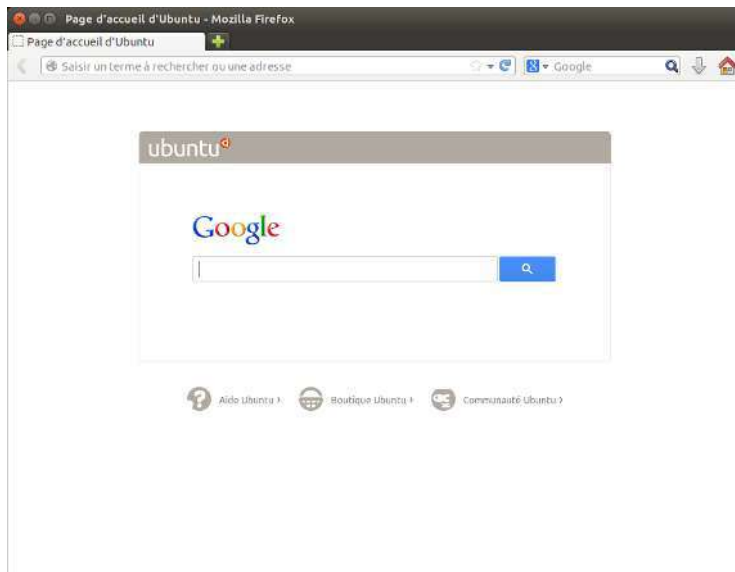 Page d'accueil d'Ubuntu - Mozilla Firefox
Page d'accueil d'Ubuntu
Saisir un terme à rechercher ou une adresse
Google
ubuntu
Google
Aide Ubuntu › Boutique Ubuntu › Communauté Ubuntu ›